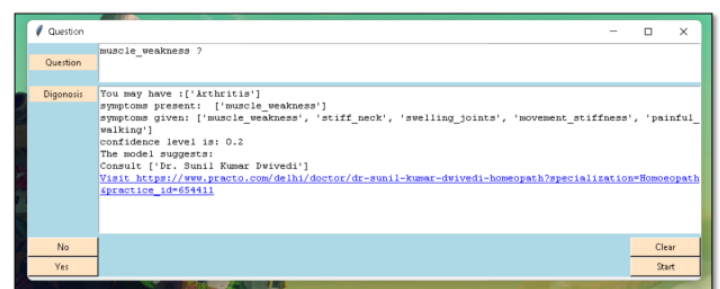 Question
Question
muscle_weakness ?
Digonosis
You may have :['Arthritis']
symptoms present:  ['muscle_weakness']
symptoms given: ['muscle_weakness', 'stiff_neck', 'swelling_joints', 'movement_stiffness', 'painful_
walking']
confidence level is: 0.2
The model suggests:
Consult ['Dr. Sunil Kumar Dwivedi']
Visit https://www.practo.com/delhi/doctor/dr-sunil-kumar-dwivedi-homeopath?specialization=Homoeopath
&practice_id=654411
No
Clear
Yes
Start